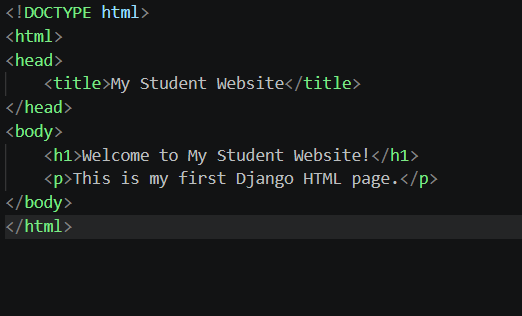 <!DOCTYPE html>
<html>
<head>
    <title>My Student Website</title>
</head>
<body>
    <h1>Welcome to My Student Website!</h1>
    <p>This is my first Django HTML page.</p>
</body>
</html>